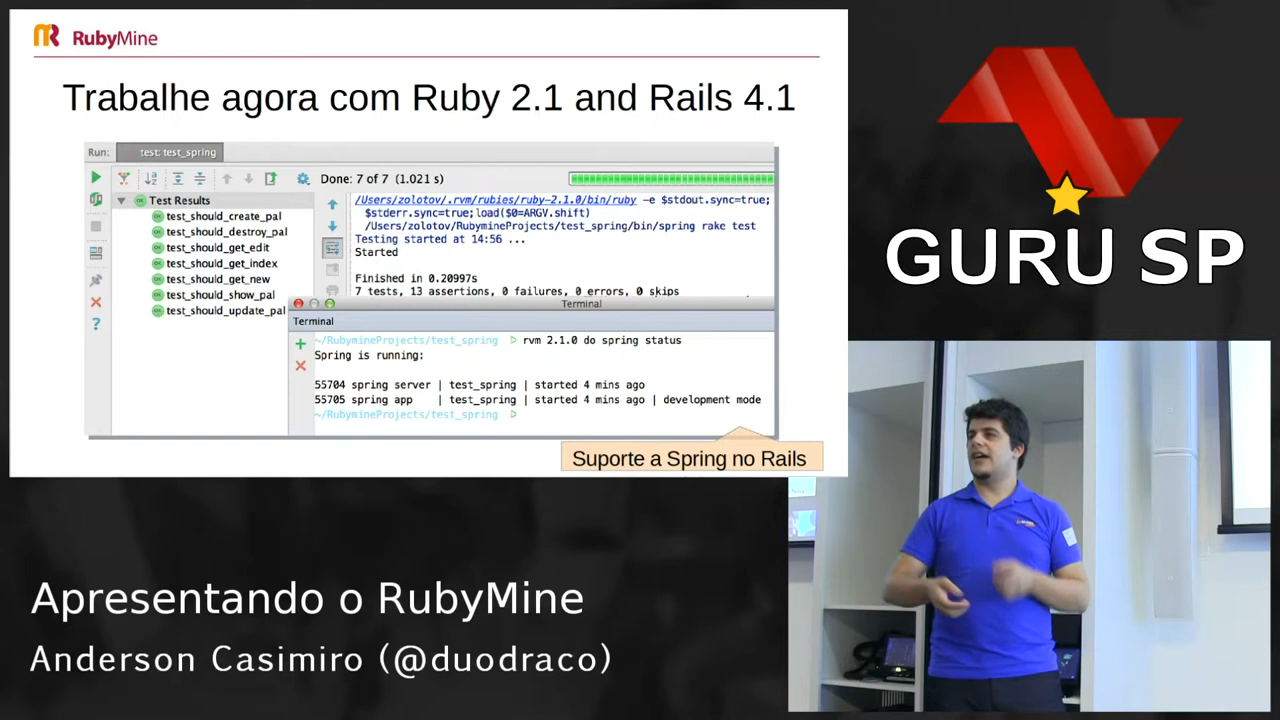 RubyMine
Trabalhe agora com Ruby 2.1 and Rails 4.1
Run: test: test_spring
Done: 7 of 7 (1.021 s)
Test Results
test_should_create_pal
test_should_destroy_pal
test_should_get_edit
test_should_get_index
test_should_get_new
test_should_show_pal
test_should_update_pal
/Users/zolotov/.rvm/rubies/ruby-2.1.0/bin/ruby -e $stdout.sync=true;
$stderr.sync=true;load($0=ARGV.shift)
/Users/zolotov/RubymineProjects/test_spring/bin/spring rake test
Testing started at 14:56 ...
Started
Finished in 0.20997s
7 tests, 13 assertions, 0 failures, 0 errors, 0 skips
Terminal
Terminal
~/RubymineProjects/test_spring rvm 2.1.0 do spring status
Spring is running:
55704 spring server | test_spring | started 4 mins ago
55705 spring app | test_spring | started 4 mins ago | development mode
~/RubymineProjects/test_spring
Suporte a Spring no Rails
GURU SP
Apresentando o RubyMine
Anderson Casimiro (@duodraco)